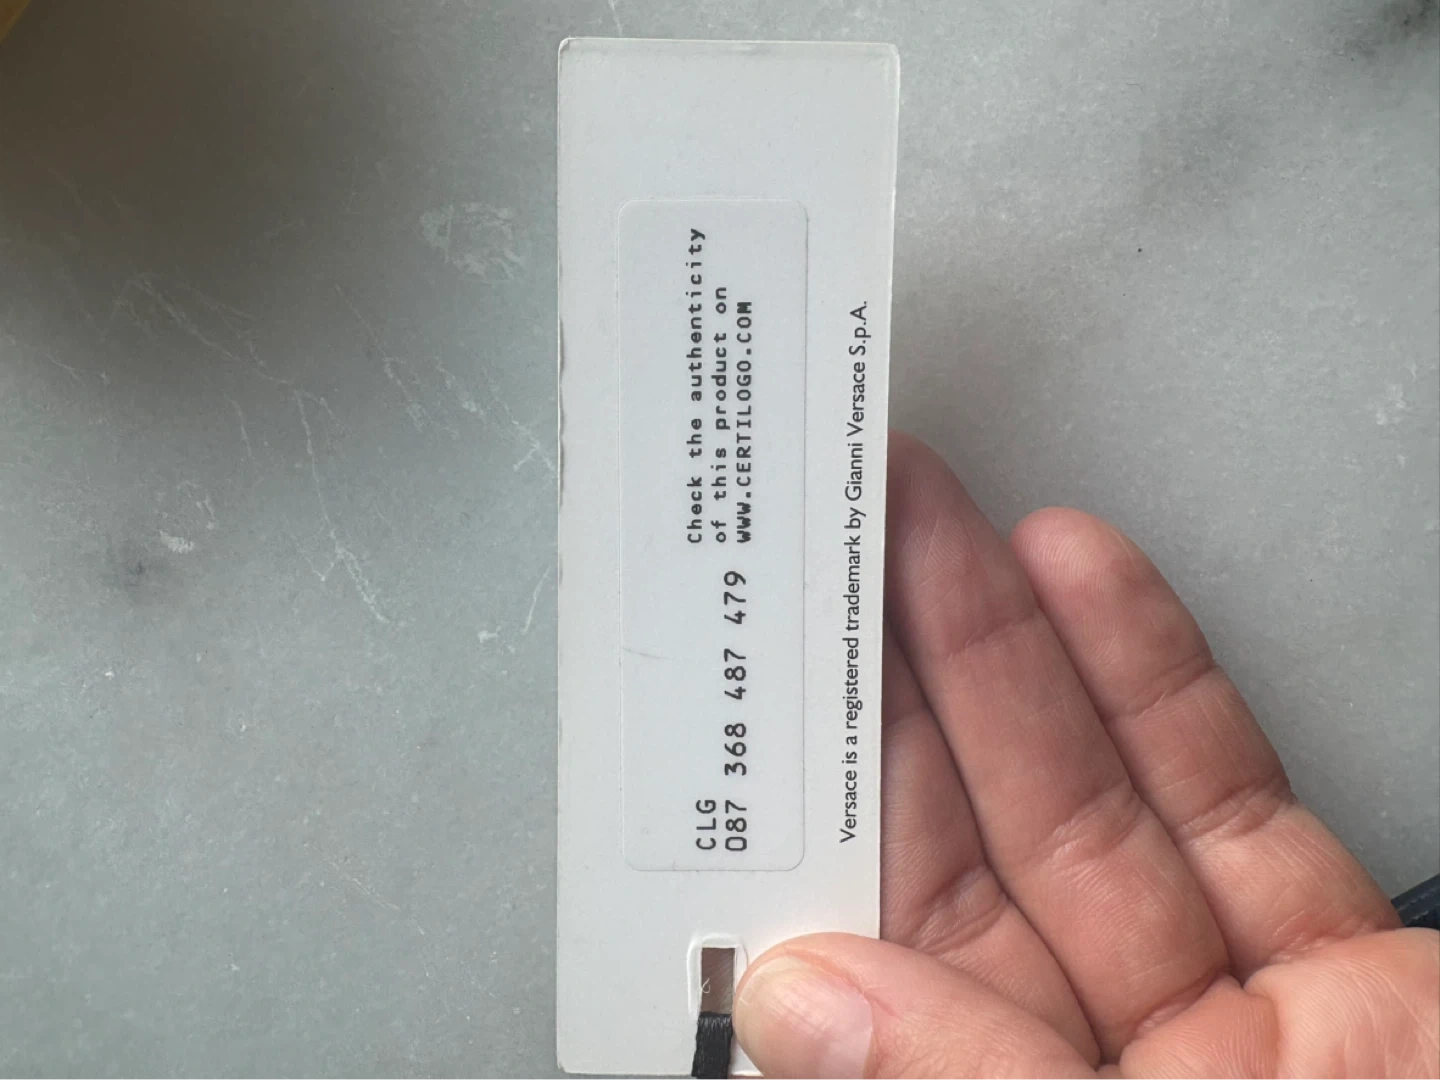 CLG
087 368 487 479
Check the authenticity
of this product on
WWW.CERTILOGO.COM
Versace is a registered trademark by Gianni Versace S.p.A.